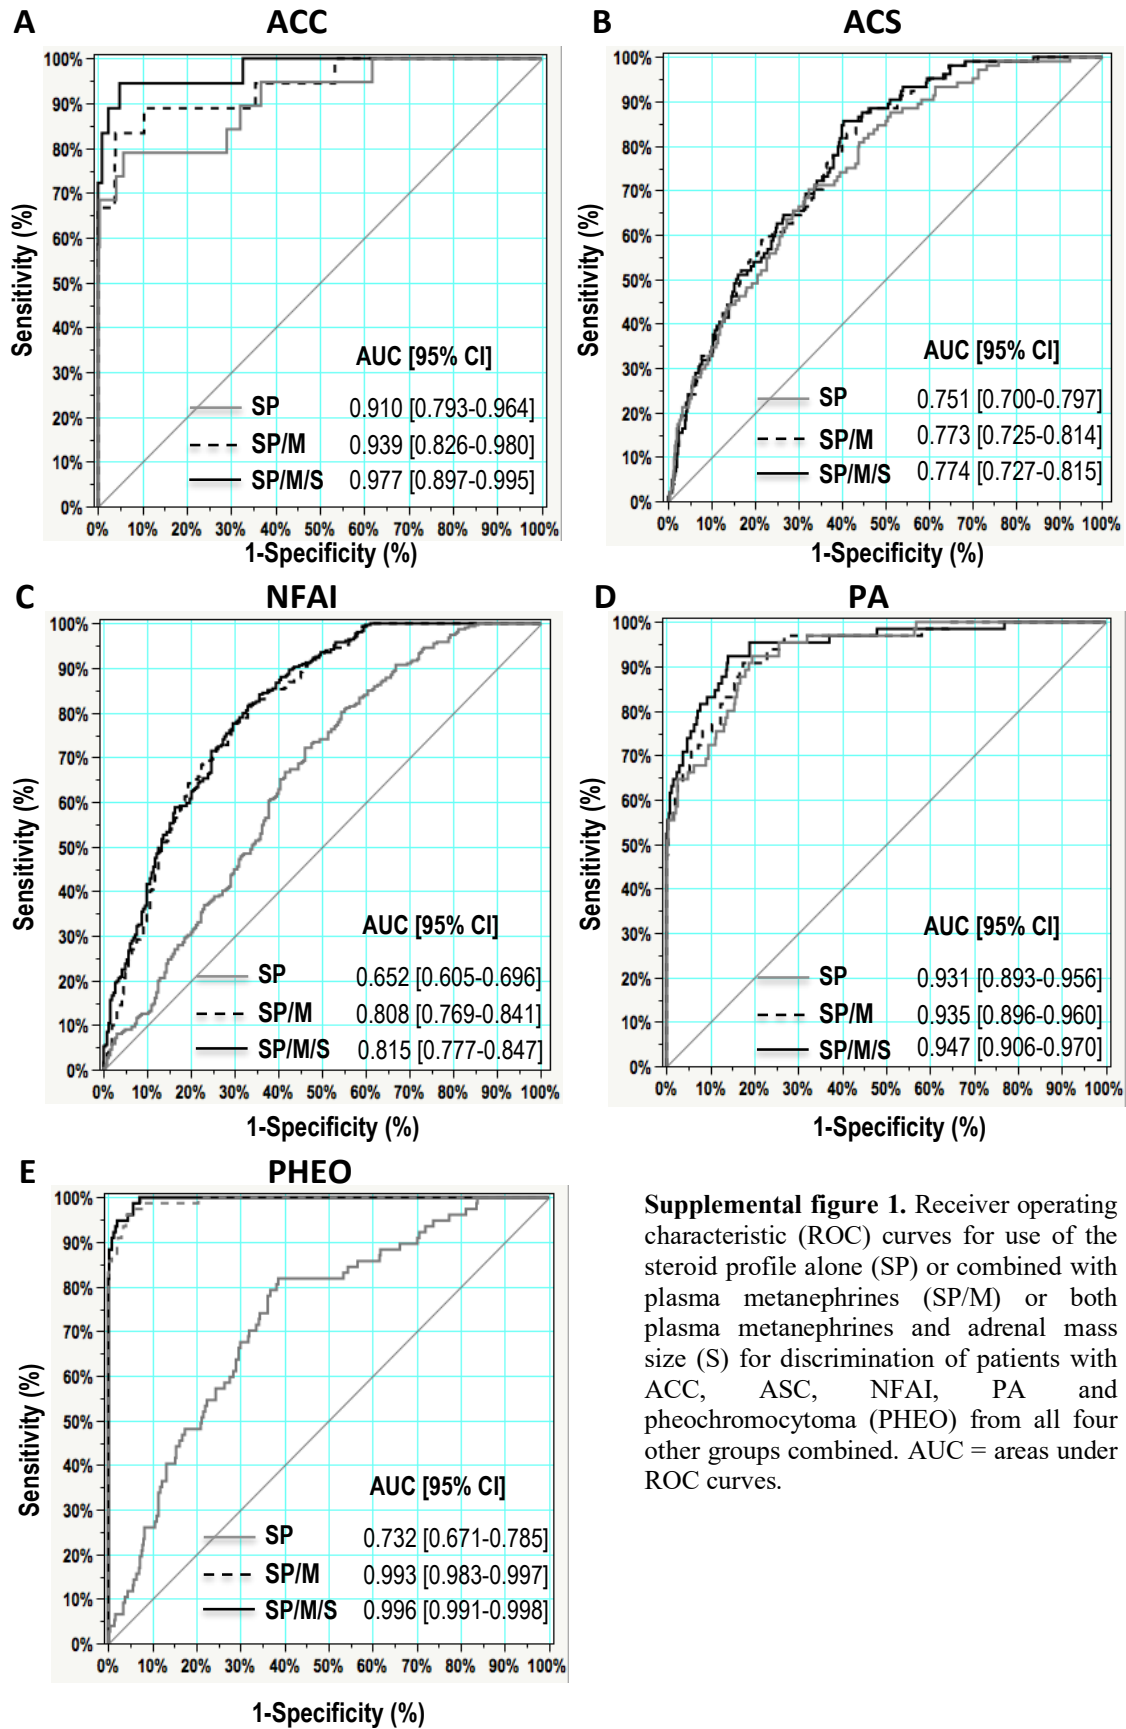 A
ACC
100%
90%
80%
70%
60%
50%
40%
30%
20%
10%
0%
Sensitivity (%)
AUC [95% CI]
SP 0.910 [0.793-0.964]
SP/M 0.939 [0.826-0.980]
SP/M/S 0.977 [0.897-0.995]
0% 10% 20% 30% 40% 50% 60% 70% 80% 90% 100%
1-Specificity (%)
B
ACS
100%
90%
80%
70%
60%
50%
40%
30%
20%
10%
0%
Sensitivity (%)
AUC [95% CI]
SP 0.751 [0.700-0.797]
SP/M 0.773 [0.725-0.814]
SP/M/S 0.774 [0.727-0.815]
0% 10% 20% 30% 40% 50% 60% 70% 80% 90% 100%
1-Specificity (%)
C
NFAI
100%
90%
80%
70%
60%
50%
40%
30%
20%
10%
0%
Sensitivity (%)
AUC [95% CI]
SP 0.652 [0.605-0.696]
SP/M 0.808 [0.769-0.841]
SP/M/S 0.815 [0.777-0.847]
0% 10% 20% 30% 40% 50% 60% 70% 80% 90% 100%
1-Specificity (%)
D
PA
100%
90%
80%
70%
60%
50%
40%
30%
20%
10%
0%
Sensitivity (%)
AUC [95% CI]
SP 0.931 [0.893-0.956]
SP/M 0.935 [0.896-0.960]
SP/M/S 0.947 [0.906-0.970]
0% 10% 20% 30% 40% 50% 60% 70% 80% 90% 100%
1-Specificity (%)
E
PHEO
100%
90%
80%
70%
60%
50%
40%
30%
20%
10%
0%
Sensitivity (%)
AUC [95% CI]
SP 0.732 [0.671-0.785]
SP/M 0.993 [0.983-0.997]
SP/M/S 0.996 [0.991-0.998]
0% 10% 20% 30% 40% 50% 60% 70% 80% 90% 100%
1-Specificity (%)
Supplemental figure 1. Receiver operating
characteristic (ROC) curves for use of the
steroid profile alone (SP) or combined with
plasma metanephrines (SP/M) or both
plasma metanephrines and adrenal mass
size (S) for discrimination of patients with
ACC, ASC, NFAI, PA and
pheochromocytoma (PHEO) from all four
other groups combined. AUC = areas under
ROC curves.